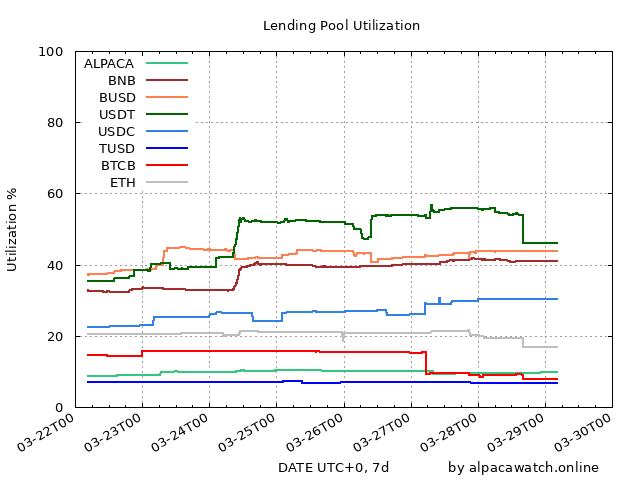 Lending Pool Utilization
100
80
60
40
20
0
Utilization %
ALPACA
BNB
BUSD
USDT
USDC
TUSD
BTCB
ETH
03-22T00
03-23T00
03-24T00
03-25T00
03-26T00
03-27T00
03-28T00
03-29T00
03-30T00
DATE UTC+0, 7d
by alpacawatch.online